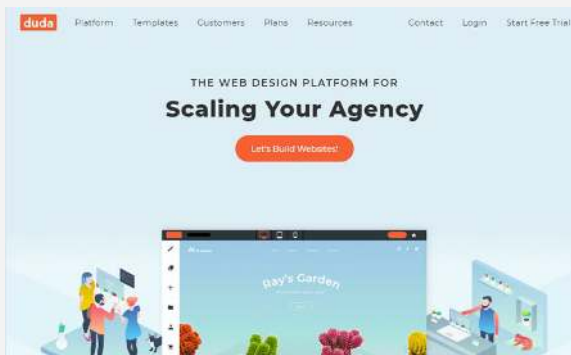 duda
Platform
Templates
Customers
Plans
Resources
Contact
Login
Start Free Trial
THE WEB DESIGN PLATFORM FOR
Scaling Your Agency
Let's Build Websites!
Ray's Garden